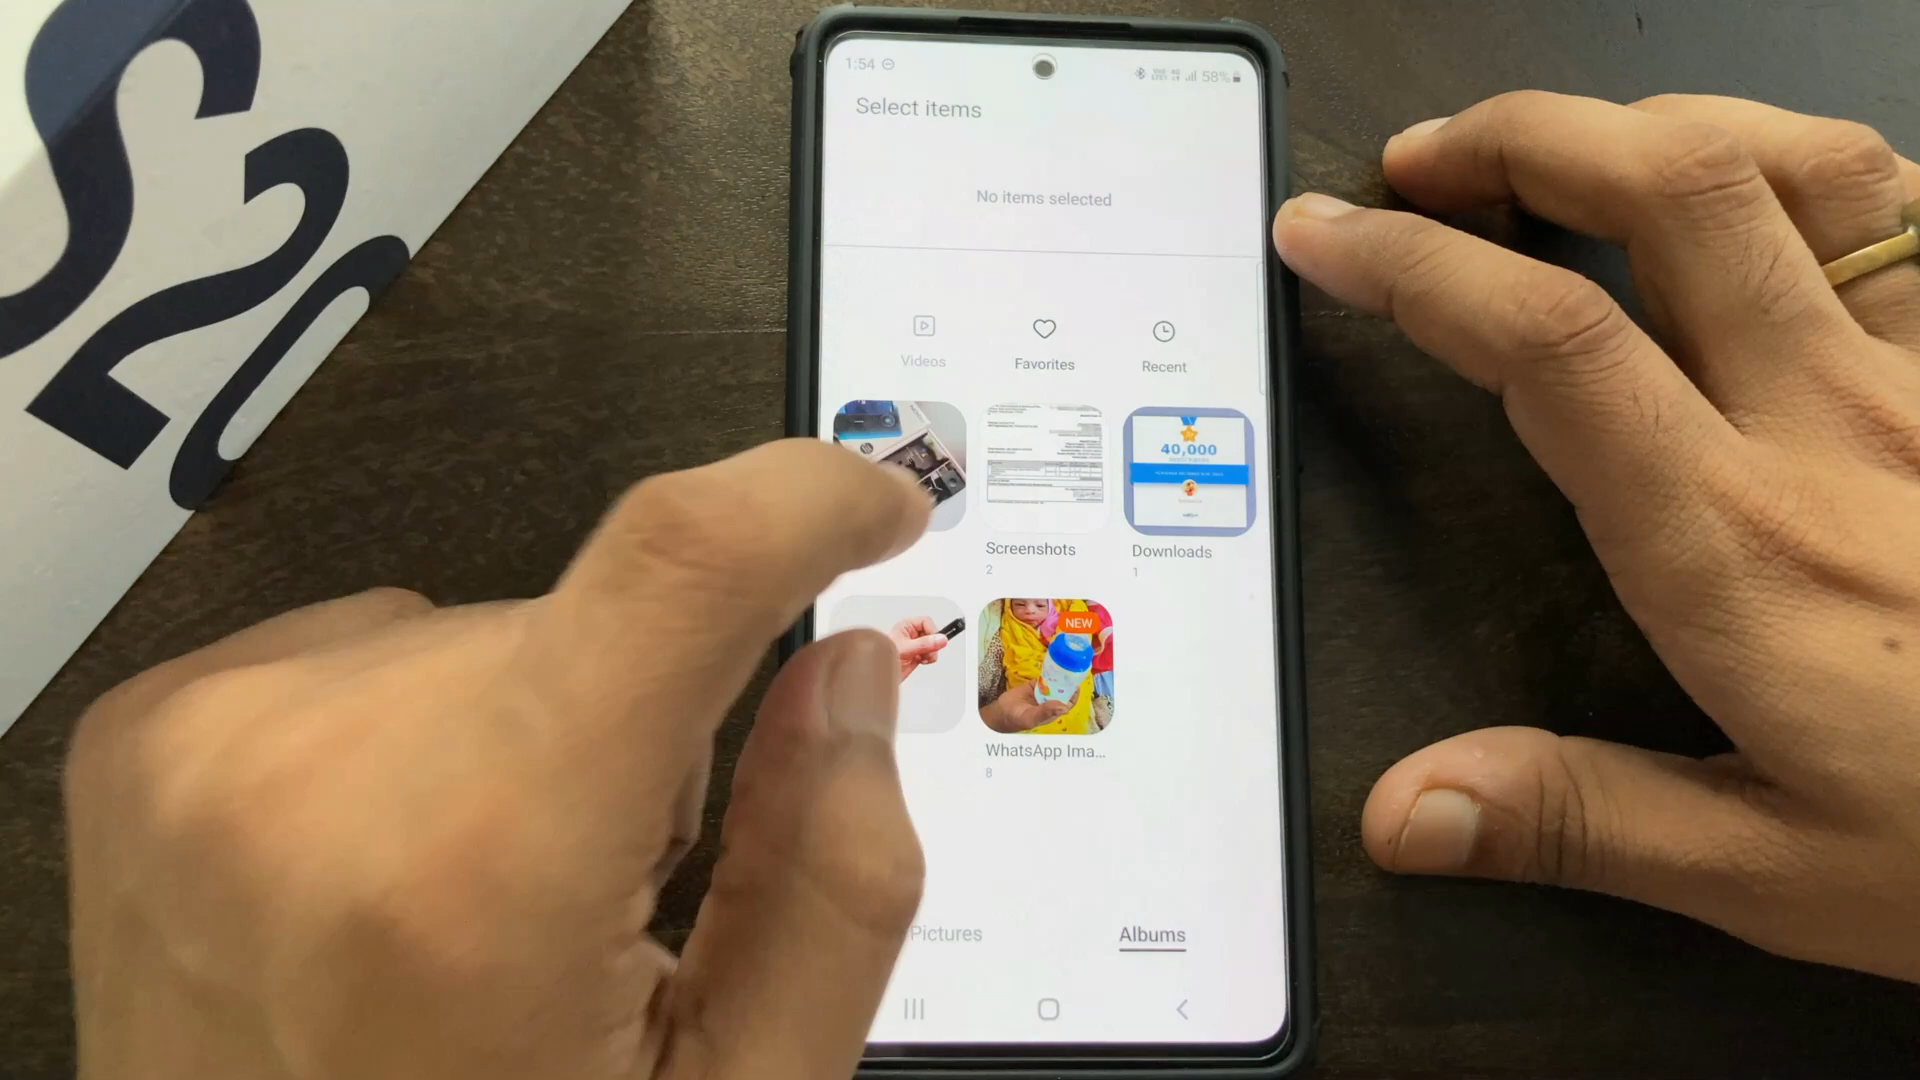 S20
1:54
58%
Select items
No items selected
Videos
Favorites
Recent
40,000
Screenshots
2
Downloads
1
NEW
WhatsApp Ima...
8
Pictures
Albums